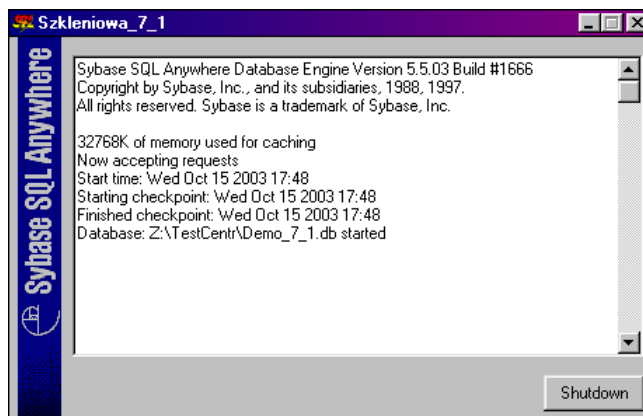 Szkleniowa_7_1
Sybase SQL Anywhere
Sybase SQL Anywhere Database Engine Version 5.5.03 Build #1666
Copyright by Sybase, Inc., and its subsidiaries, 1988, 1997.
All rights reserved. Sybase is a trademark of Sybase, Inc.
32768K of memory used for caching
Now accepting requests
Start time: Wed Oct 15 2003 17:48
Starting checkpoint: Wed Oct 15 2003 17:48
Finished checkpoint: Wed Oct 15 2003 17:48
Database: Z:\TestCentr\Demo_7_1.db started
Shutdown